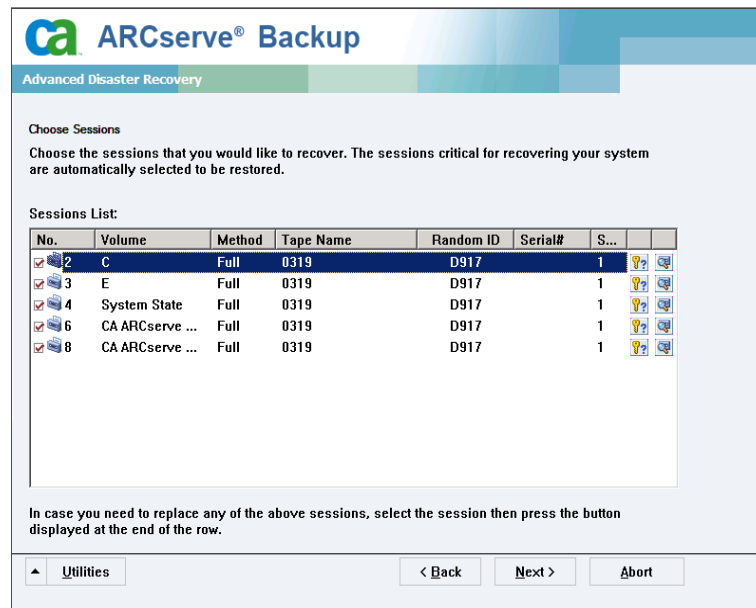 ca ARCserve® Backup
Advanced Disaster Recovery
Choose Sessions
Choose the sessions that you would like to recover. The sessions critical for recovering your system
are automatically selected to be restored.
Sessions List:
No. Volume Method Tape Name Random ID Serial# S...
2 C Full 0319 D917 1
3 E Full 0319 D917 1
4 System State Full 0319 D917 1
6 CA ARCserve ... Full 0319 D917 1
8 CA ARCserve ... Full 0319 D917 1
In case you need to replace any of the above sessions, select the session then press the button
displayed at the end of the row.
Utilities < Back Next > Abort